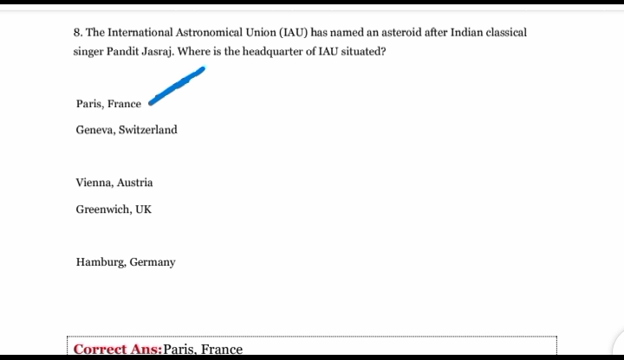 8. The International Astronomical Union (IAU) has named an asteroid after Indian classical
singer Pandit Jasraj. Where is the headquarter of IAU situated?
Paris, France
Geneva, Switzerland
Vienna, Austria
Greenwich, UK
Hamburg, Germany
Correct Ans:Paris, France